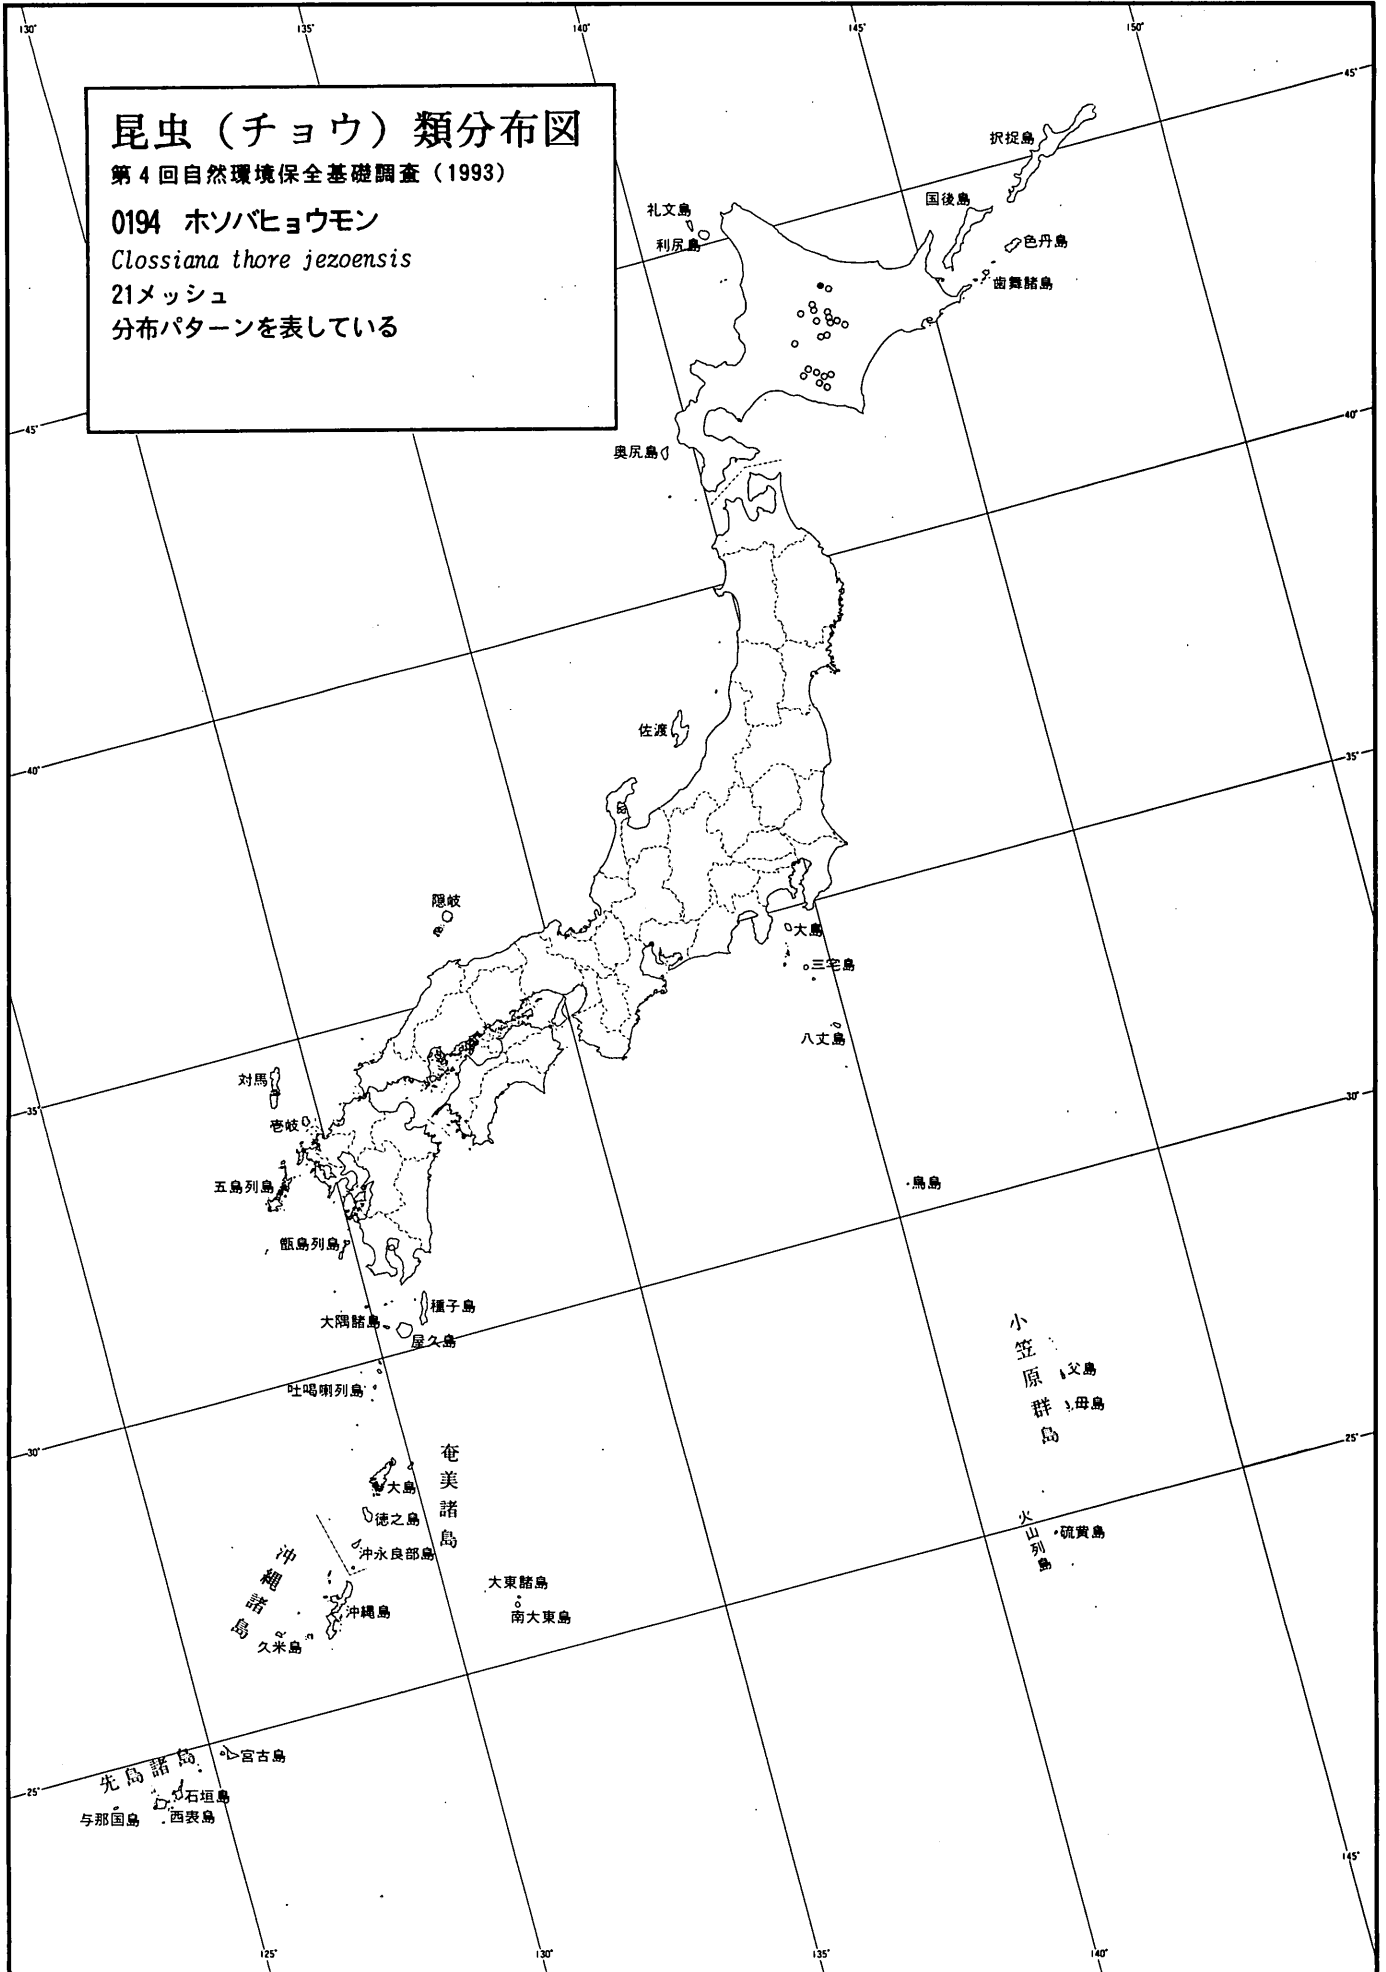 130°
135°
140°
145°
150°
昆虫（チョウ）類分布図
第4回自然環境保全基礎調査（1993）
0194 ホソバヒョウモン
Clossiana thore jezoensis
21メッシュ
分布パターンを表している
45°
択捉島
国後島
礼文島
利尻島
色丹島
歯舞諸島
40°
45°
奥尻島
佐渡
35°
40°
隠岐
大島
三宅島
八丈島
対馬
30°
35°
壱岐
五島列島
鳥島
甑島列島
種子島
大隅諸島
屋久島
小笠原群島
父島
吐喝喇列島
母島
25°
30°
奄美諸島
大島
徳之島
火山列島
硫黄島
沖永良部島
沖縄諸島
大東諸島
沖縄島
南大東島
久米島
先島諸島
宮古島
25°
石垣島
与那国島
西表島
145°
125°
130°
135°
140°